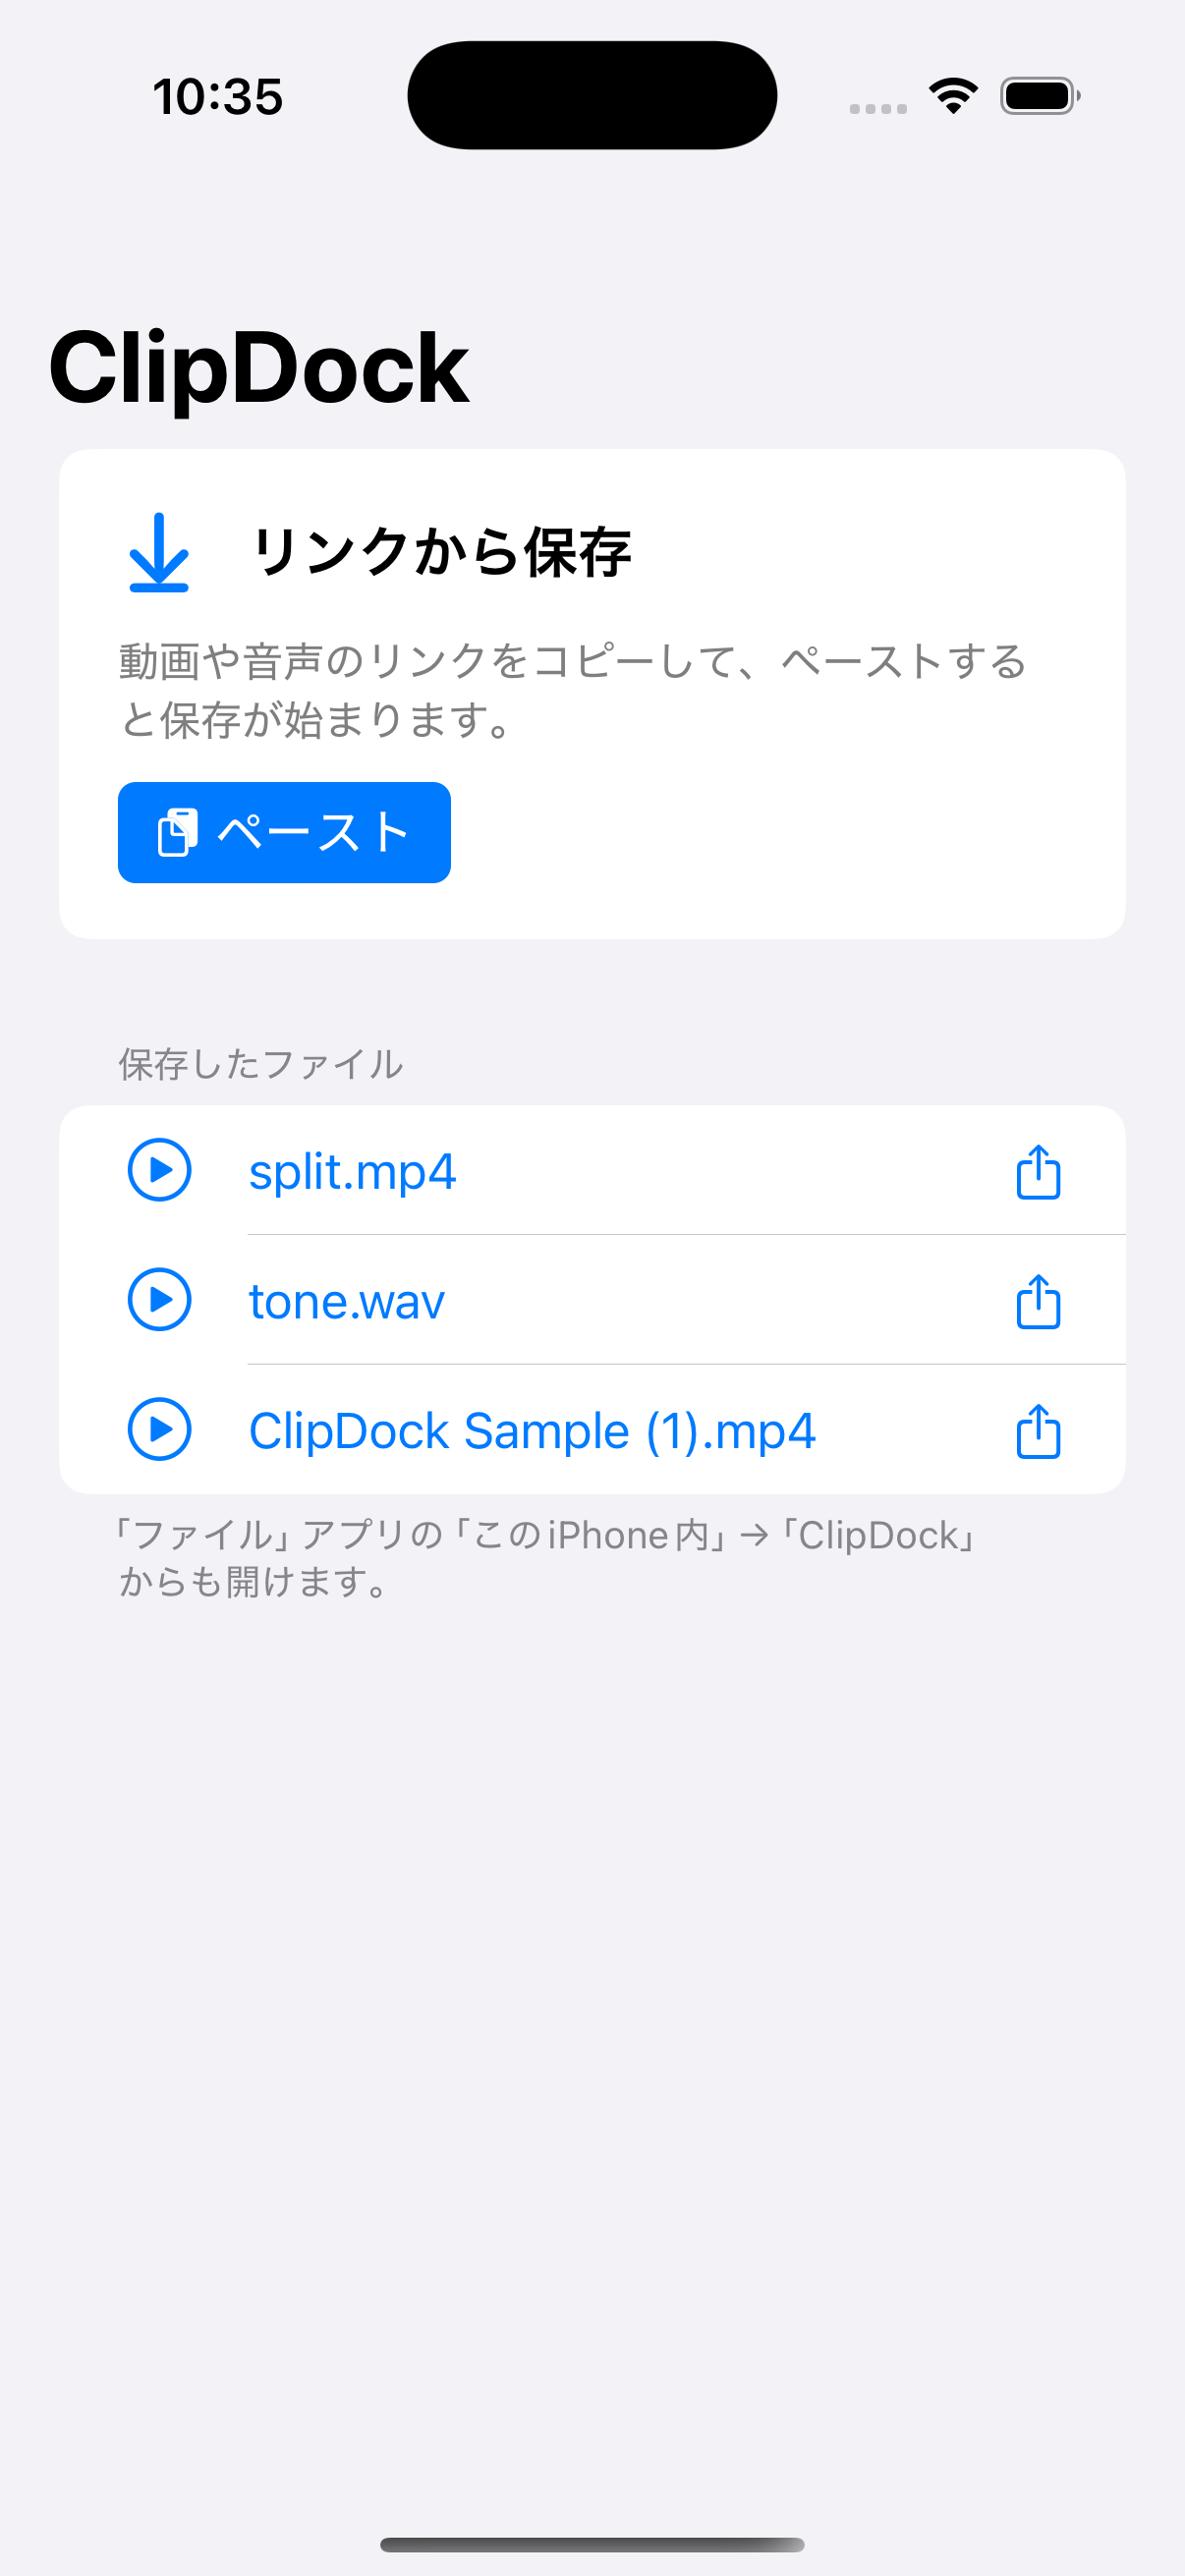 10:35
ClipDock
リンクから保存
動画や音声のリンクをコピーして、ペーストする
と保存が始まります。
ペースト
保存したファイル
split.mp4
tone.wav
ClipDock Sample (1).mp4
「ファイル」アプリの「このiPhone内」→「ClipDock」
からも開けます。